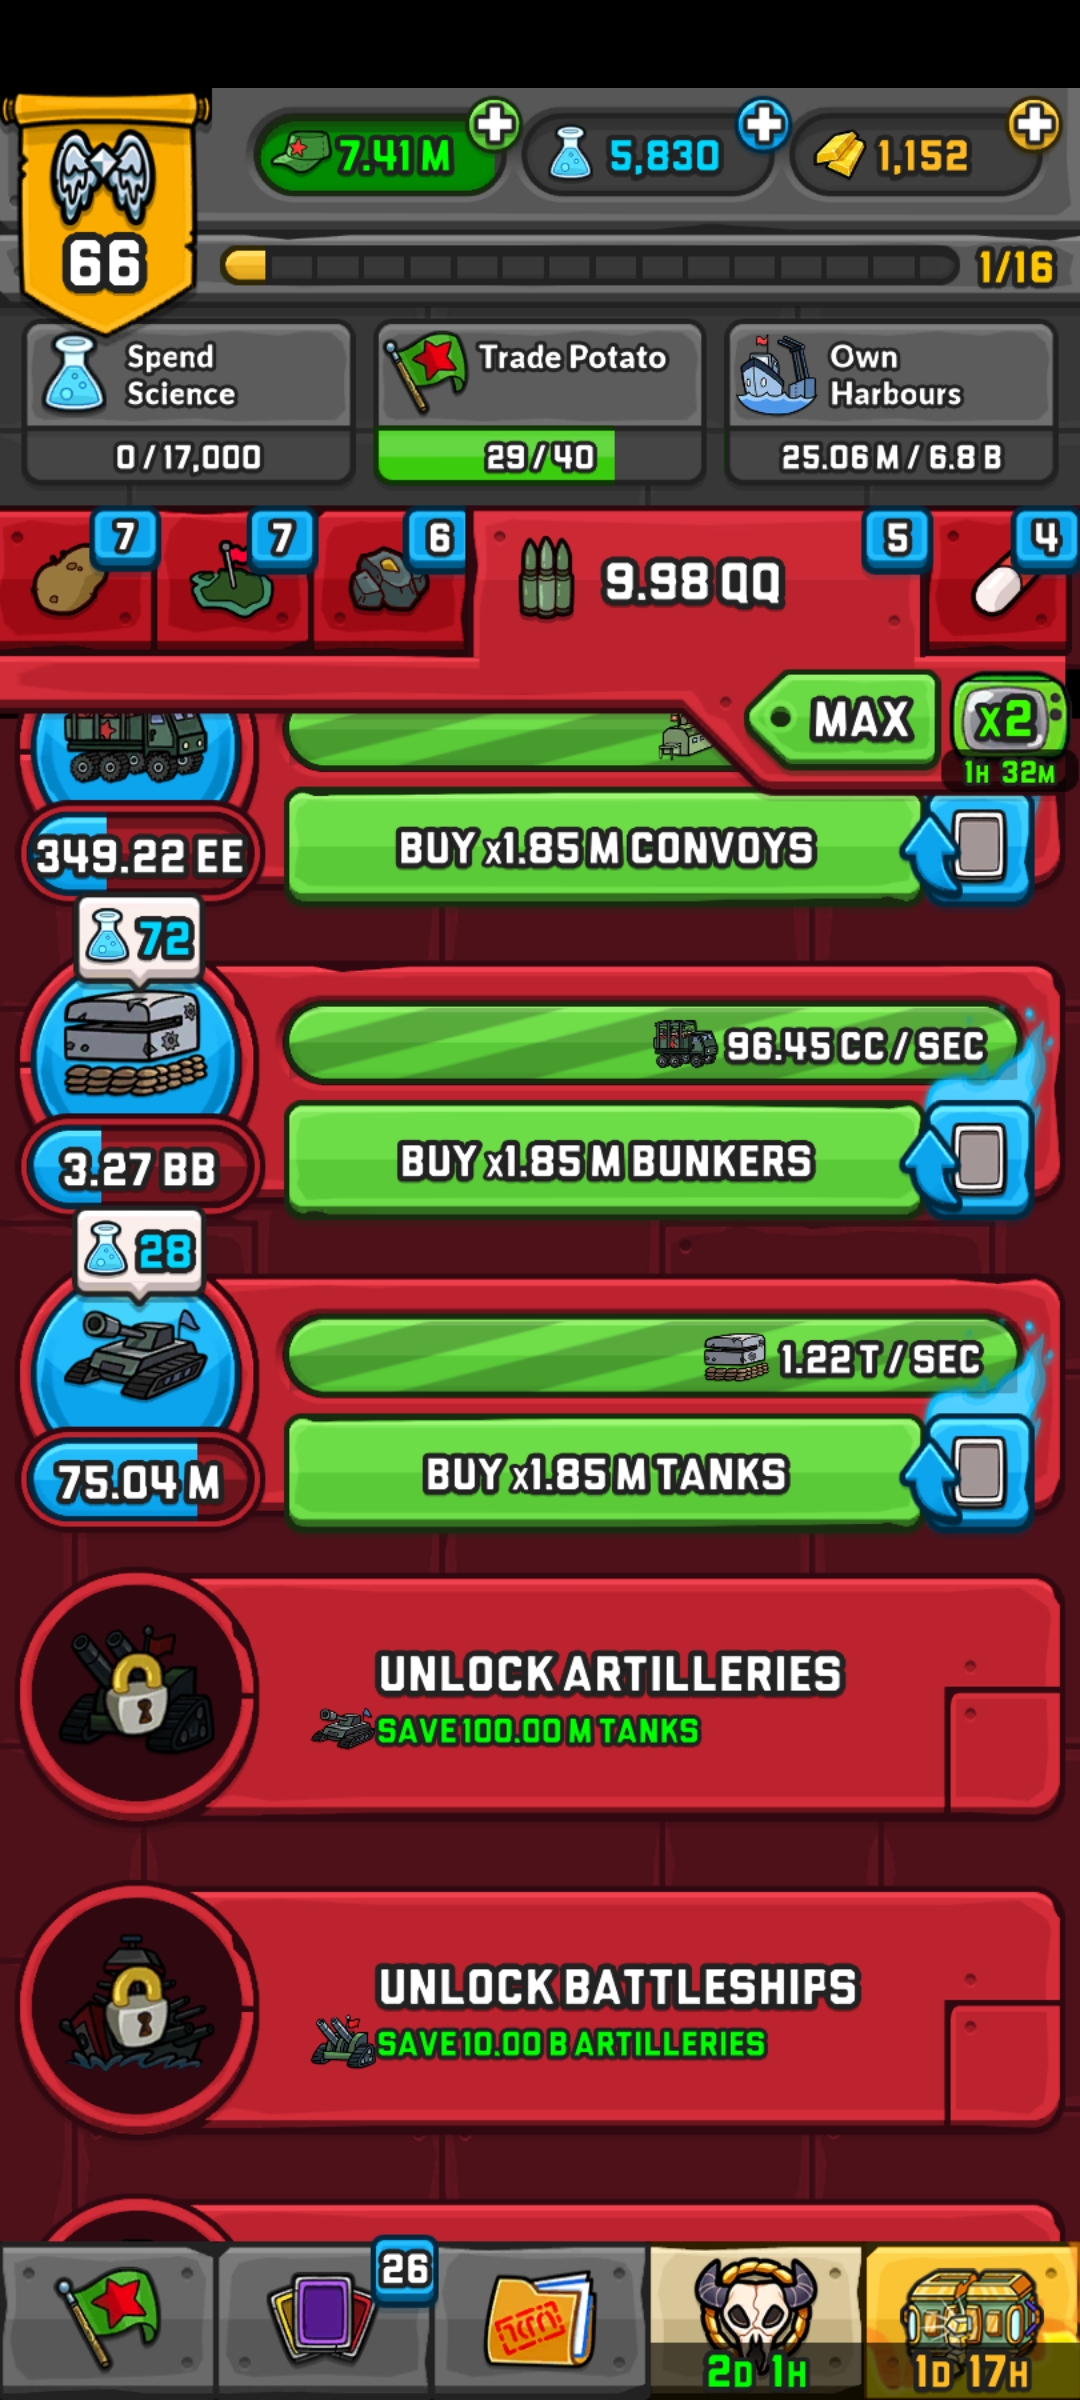 7.41 M
5,830
1,152
66
1/16
Spend
Science
0 / 17,000
Trade Potato
29 / 40
Own
Harbours
25.06 M / 6.8 B
7
7
6
9.98 QQ
5
4
MAX
x2
1H 32M
349.22 EE
BUY x1.85 M CONVOYS
72
96.45 CC / SEC
3.27 BB
BUY x1.85 M BUNKERS
28
1.22 T / SEC
75.04 M
BUY x1.85 M TANKS
UNLOCK ARTILLERIES
SAVE 100.00 M TANKS
UNLOCK BATTLESHIPS
SAVE 10.00 B ARTILLERIES
26
2D 1H
1D 17H